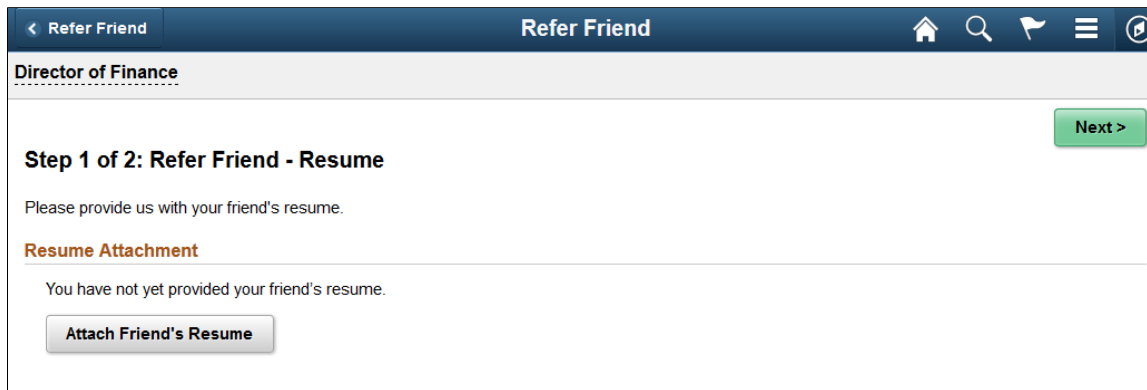 Refer Friend
Refer Friend
Director of Finance
Next >
Step 1 of 2: Refer Friend - Resume
Please provide us with your friend's resume.
Resume Attachment
You have not yet provided your friend's resume.
Attach Friend's Resume